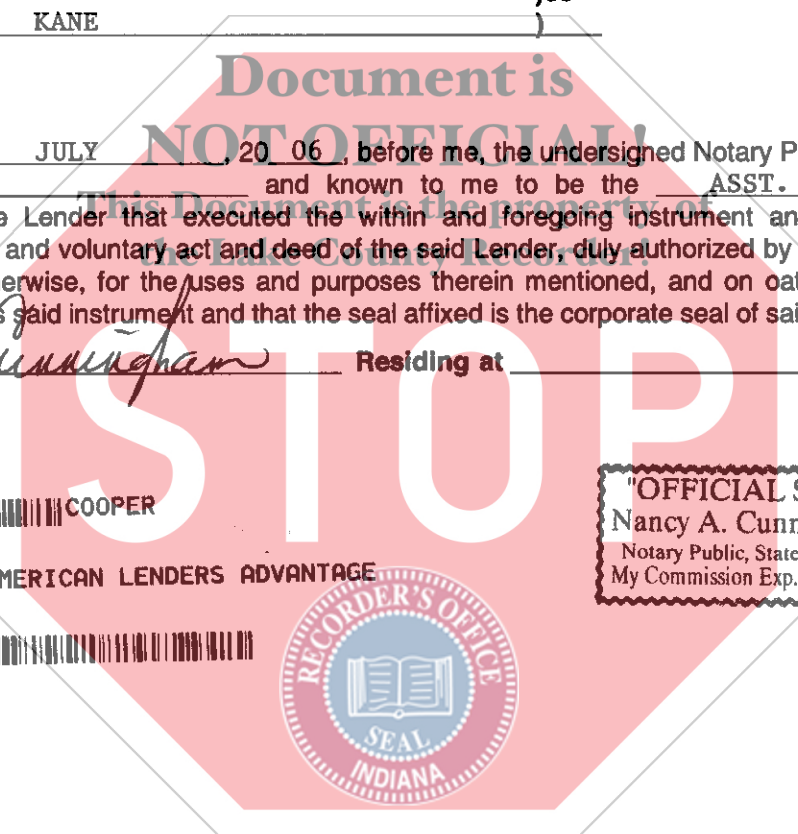 )ss
KANE )
Document is
NOT OFFICIAL!
JULY , 20 06 , before me, the undersigned Notary P
and known to me to be the ASST.
This Document is the property of
e Lender that executed the within and foregoing instrument an
the Lake County Recorder!
and voluntary act and deed of the said Lender, duly authorized by
erwise, for the uses and purposes therein mentioned, and on oat
s said instrument and that the seal affixed is the corporate seal of sai
Cunningham Residing at
STOP
COOPER
"OFFICIAL S
Nancy A. Cunn
Notary Public, State
My Commission Exp.
MERICAN LENDERS ADVANTAGE
RECORDER'S OFFICE
SEAL
INDIANA